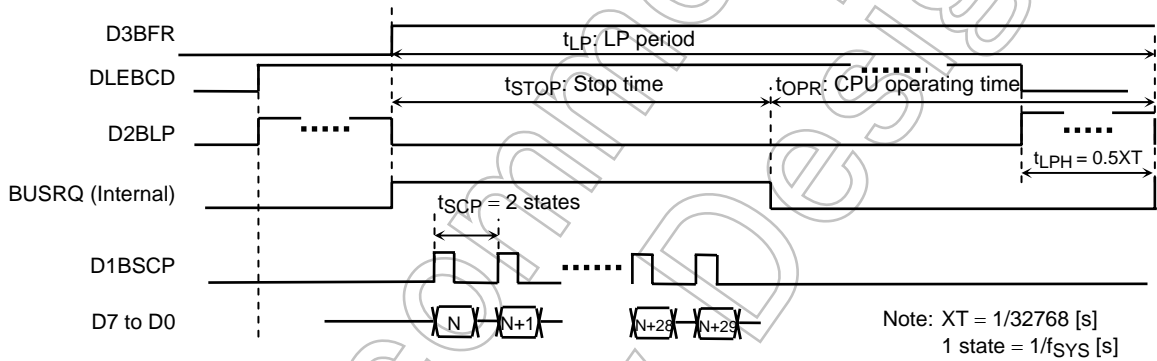 D3BFR
tLP: LP period
DLEBCD
tSTOP: Stop time
tOPR: CPU operating time
D2BLP
tLPH = 0.5XT
BUSRQ (Internal)
tSCP = 2 states
D1BSCP
D7 to D0
N
N+1
N+28
N+29
Note: XT = 1/32768 [s]
1 state = 1/fSYS [s]